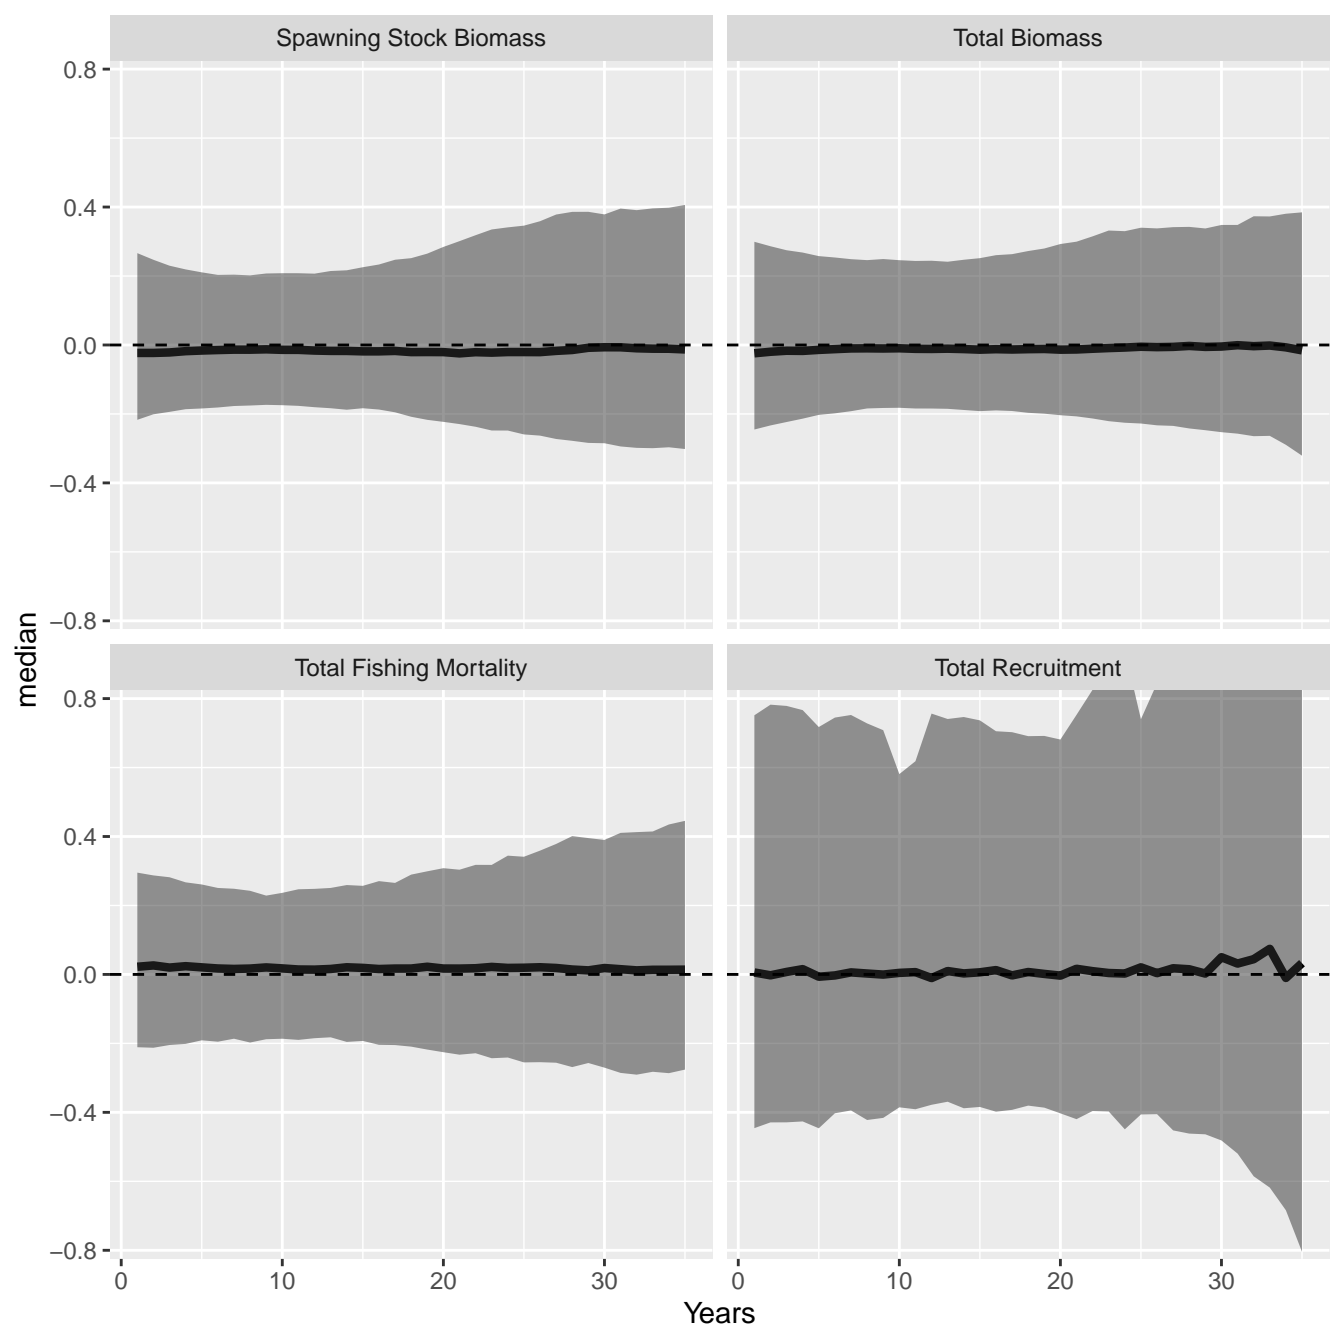 Spawning Stock Biomass
Total Biomass
0.8
0.4
0.0
−0.4
−0.8
Total Fishing Mortality
Total Recruitment
0.8
0.4
0.0
−0.4
−0.8
median
0 10 20 30
0 10 20 30
Years